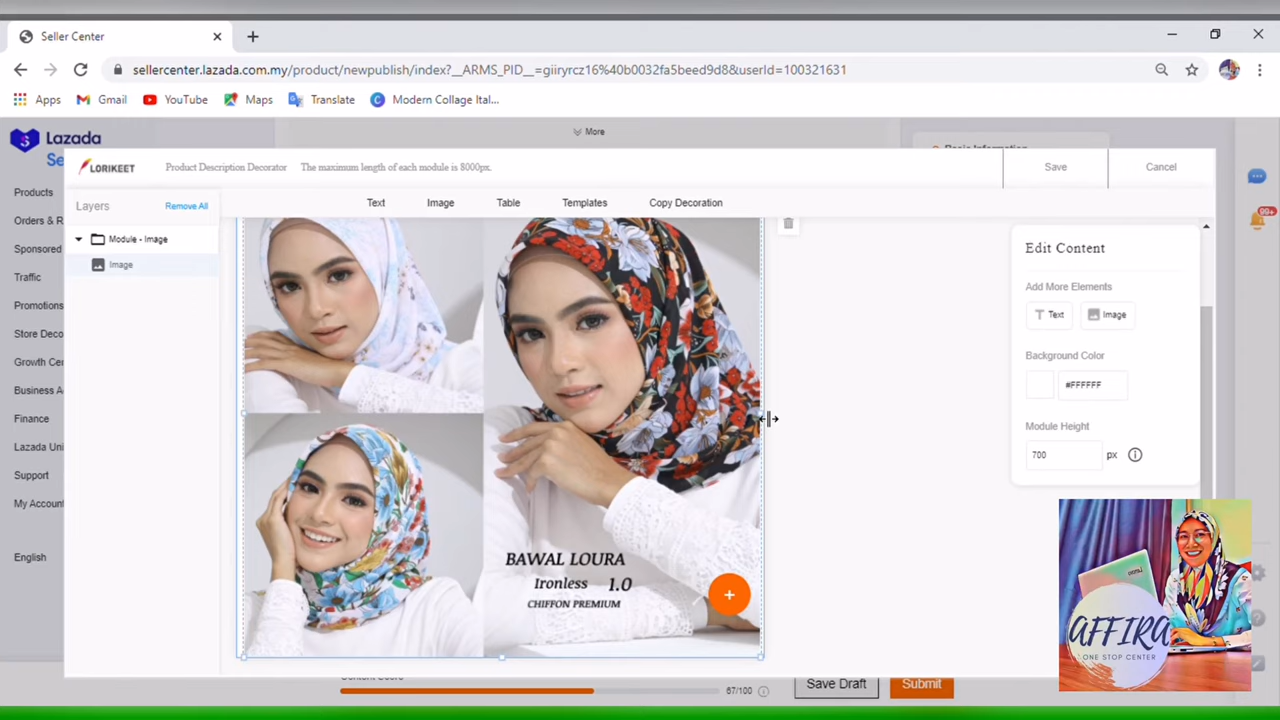 Seller Center
sellercenter.lazada.com.my/product/newpublish/index?__ARMS_PID__=giiryrcz16%40b0032fa5beed9d8&userId=100321631
Apps
Gmail
YouTube
Maps
Translate
Modern Collage Ital...
More
Lazada
Se
LORIKEET
Product Description Decorator
The maximum length of each module is 8000px.
Save
Cancel
Basic Information
Products
Orders & R
Sponsored
Traffic
Promotions
Store Deco
Growth Cer
Business A
Finance
Lazada Uni
Support
My Account
English
Layers
Remove All
Module - Image
Image
Text
Image
Table
Templates
Copy Decoration
BAWAL LOURA
Ironless 1.0
CHIFFON PREMIUM
Edit Content
Add More Elements
Text
Image
Background Color
#FFFFFF
Module Height
700
px
99+
67/100
Save Draft
Submit
AFFIRA
ONE STOP CENTER